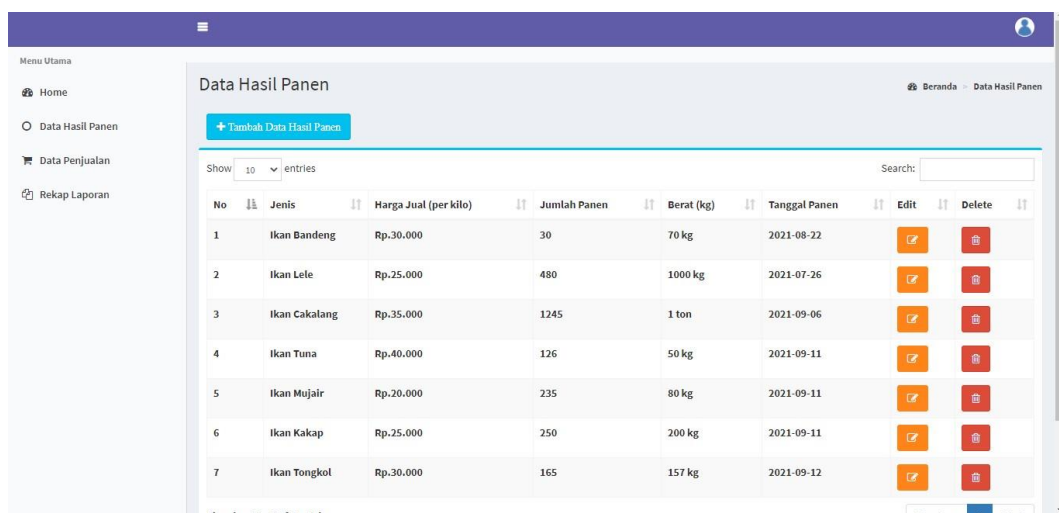 Menu Utama
Home
Data Hasil Panen
Data Penjualan
Rekap Laporan
Data Hasil Panen
Beranda > Data Hasil Panen
+ Tambah Data Hasil Panen
Show 10 entries Search:
No Jenis Harga Jual (per kilo) Jumlah Panen Berat (kg) Tanggal Panen Edit Delete
1 Ikan Bandeng Rp.30.000 30 70 kg 2021-08-22
2 Ikan Lele Rp.25.000 480 1000 kg 2021-07-26
3 Ikan Cakalang Rp.35.000 1245 1 ton 2021-09-06
4 Ikan Tuna Rp.40.000 126 50 kg 2021-09-11
5 Ikan Mujair Rp.20.000 235 80 kg 2021-09-11
6 Ikan Kakap Rp.25.000 250 200 kg 2021-09-11
7 Ikan Tongkol Rp.30.000 165 157 kg 2021-09-12